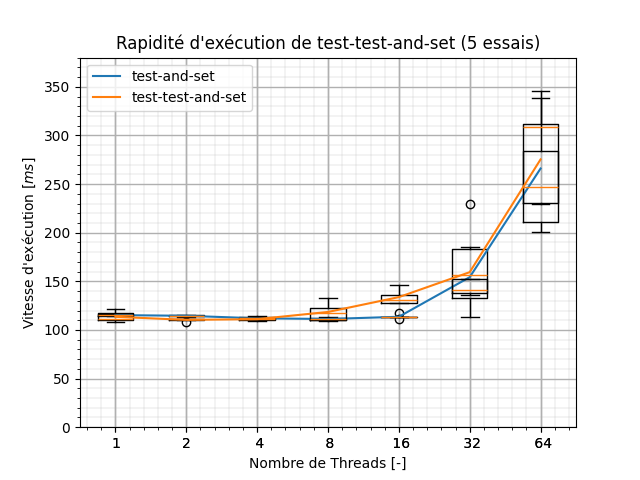 Rapidité d'exécution de test-test-and-set (5 essais)
test-and-set
test-test-and-set
Vitesse d'exécution [ms]
350
300
250
200
150
100
50
0
1 2 4 8 16 32 64
Nombre de Threads [-]